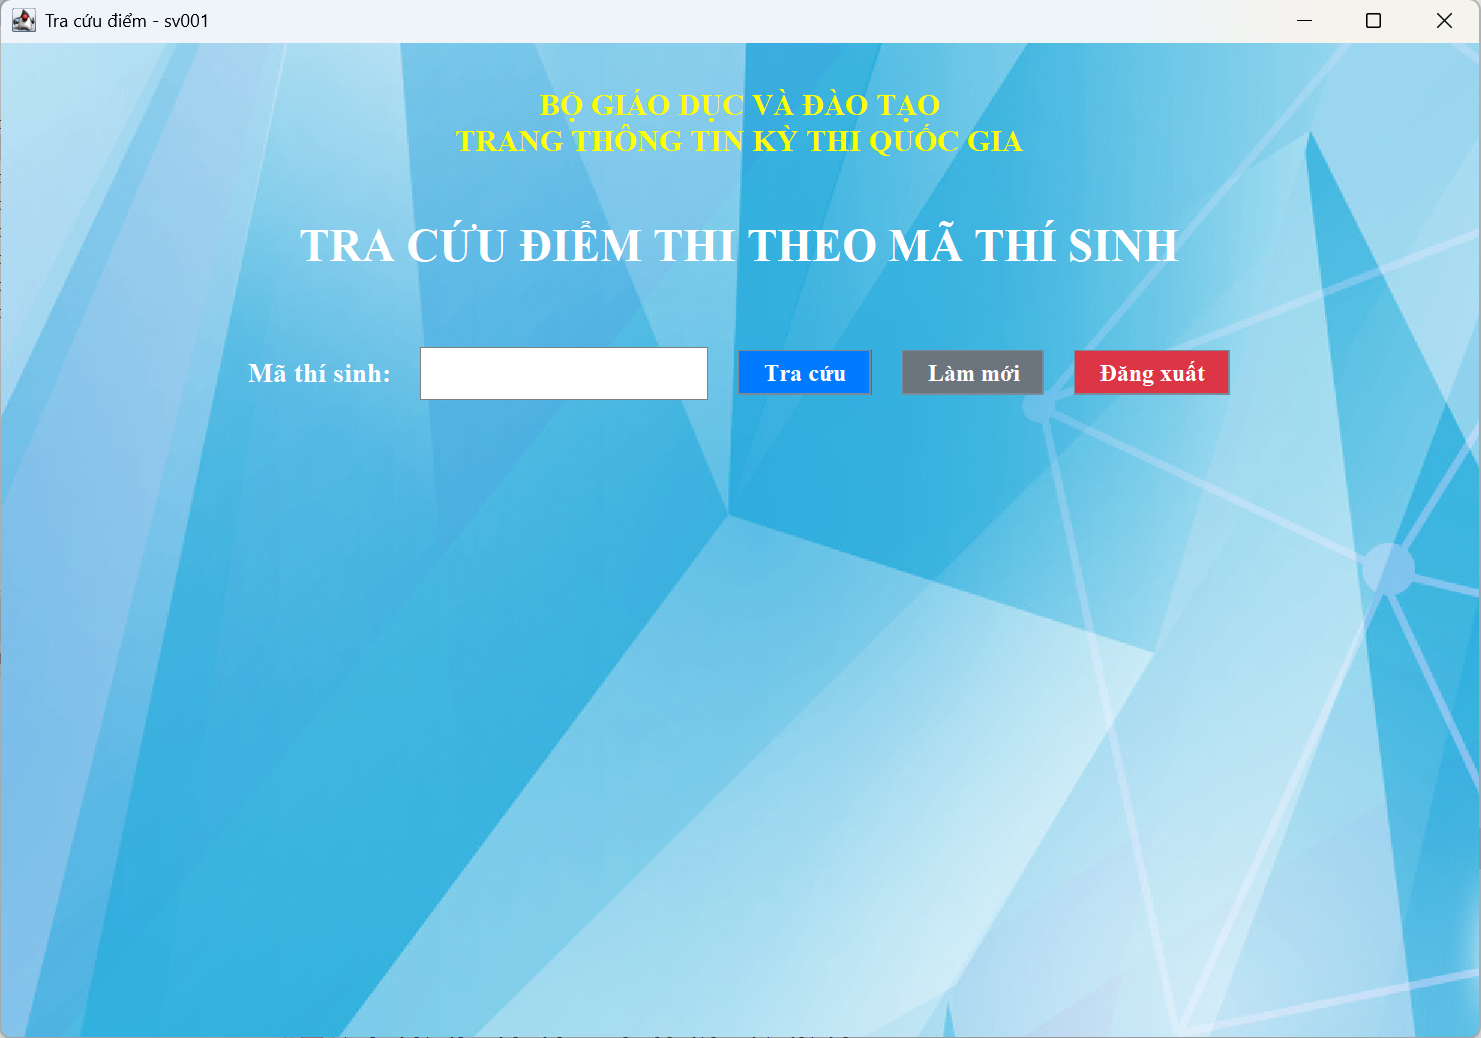 Tra cứu điểm - sv001
BỘ GIÁO DỤC VÀ ĐÀO TẠO
TRANG THÔNG TIN KỲ THI QUỐC GIA
TRA CỨU ĐIỂM THI THEO MÃ THÍ SINH
Mã thí sinh: Tra cứu Làm mới Đăng xuất